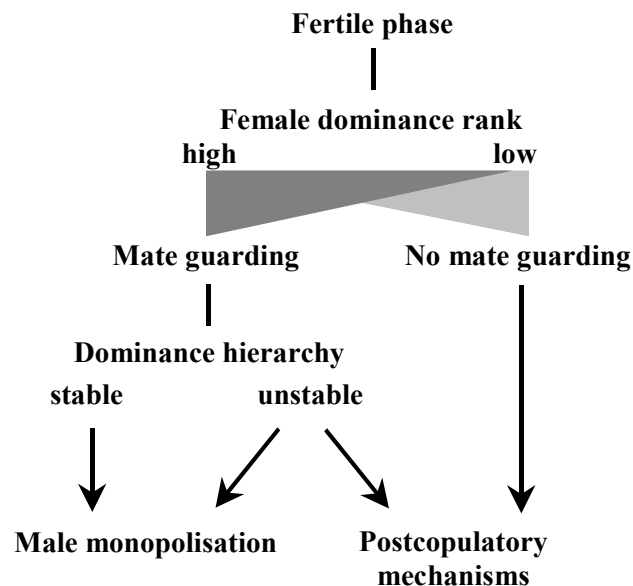 Fertile phase
Female dominance rank
high low
Mate guarding No mate guarding
Dominance hierarchy
stable unstable
Male monopolisation Postcopulatory
mechanisms